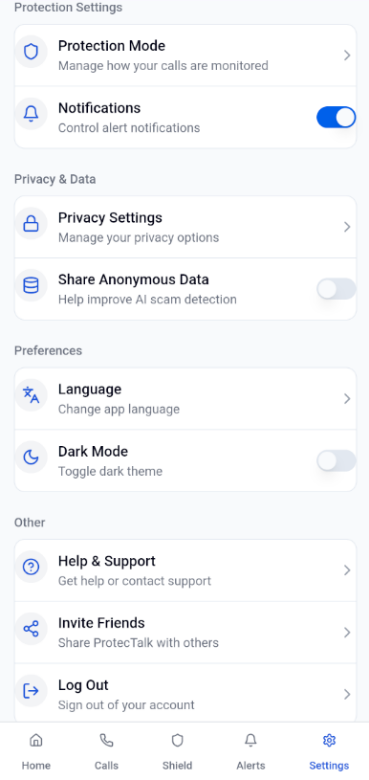 Protection Settings
Protection Mode
Manage how your calls are monitored
Notifications
Control alert notifications
Privacy & Data
Privacy Settings
Manage your privacy options
Share Anonymous Data
Help improve AI scam detection
Preferences
Language
Change app language
Dark Mode
Toggle dark theme
Other
Help & Support
Get help or contact support
Invite Friends
Share ProtecTalk with others
Log Out
Sign out of your account
Home Calls Shield Alerts Settings